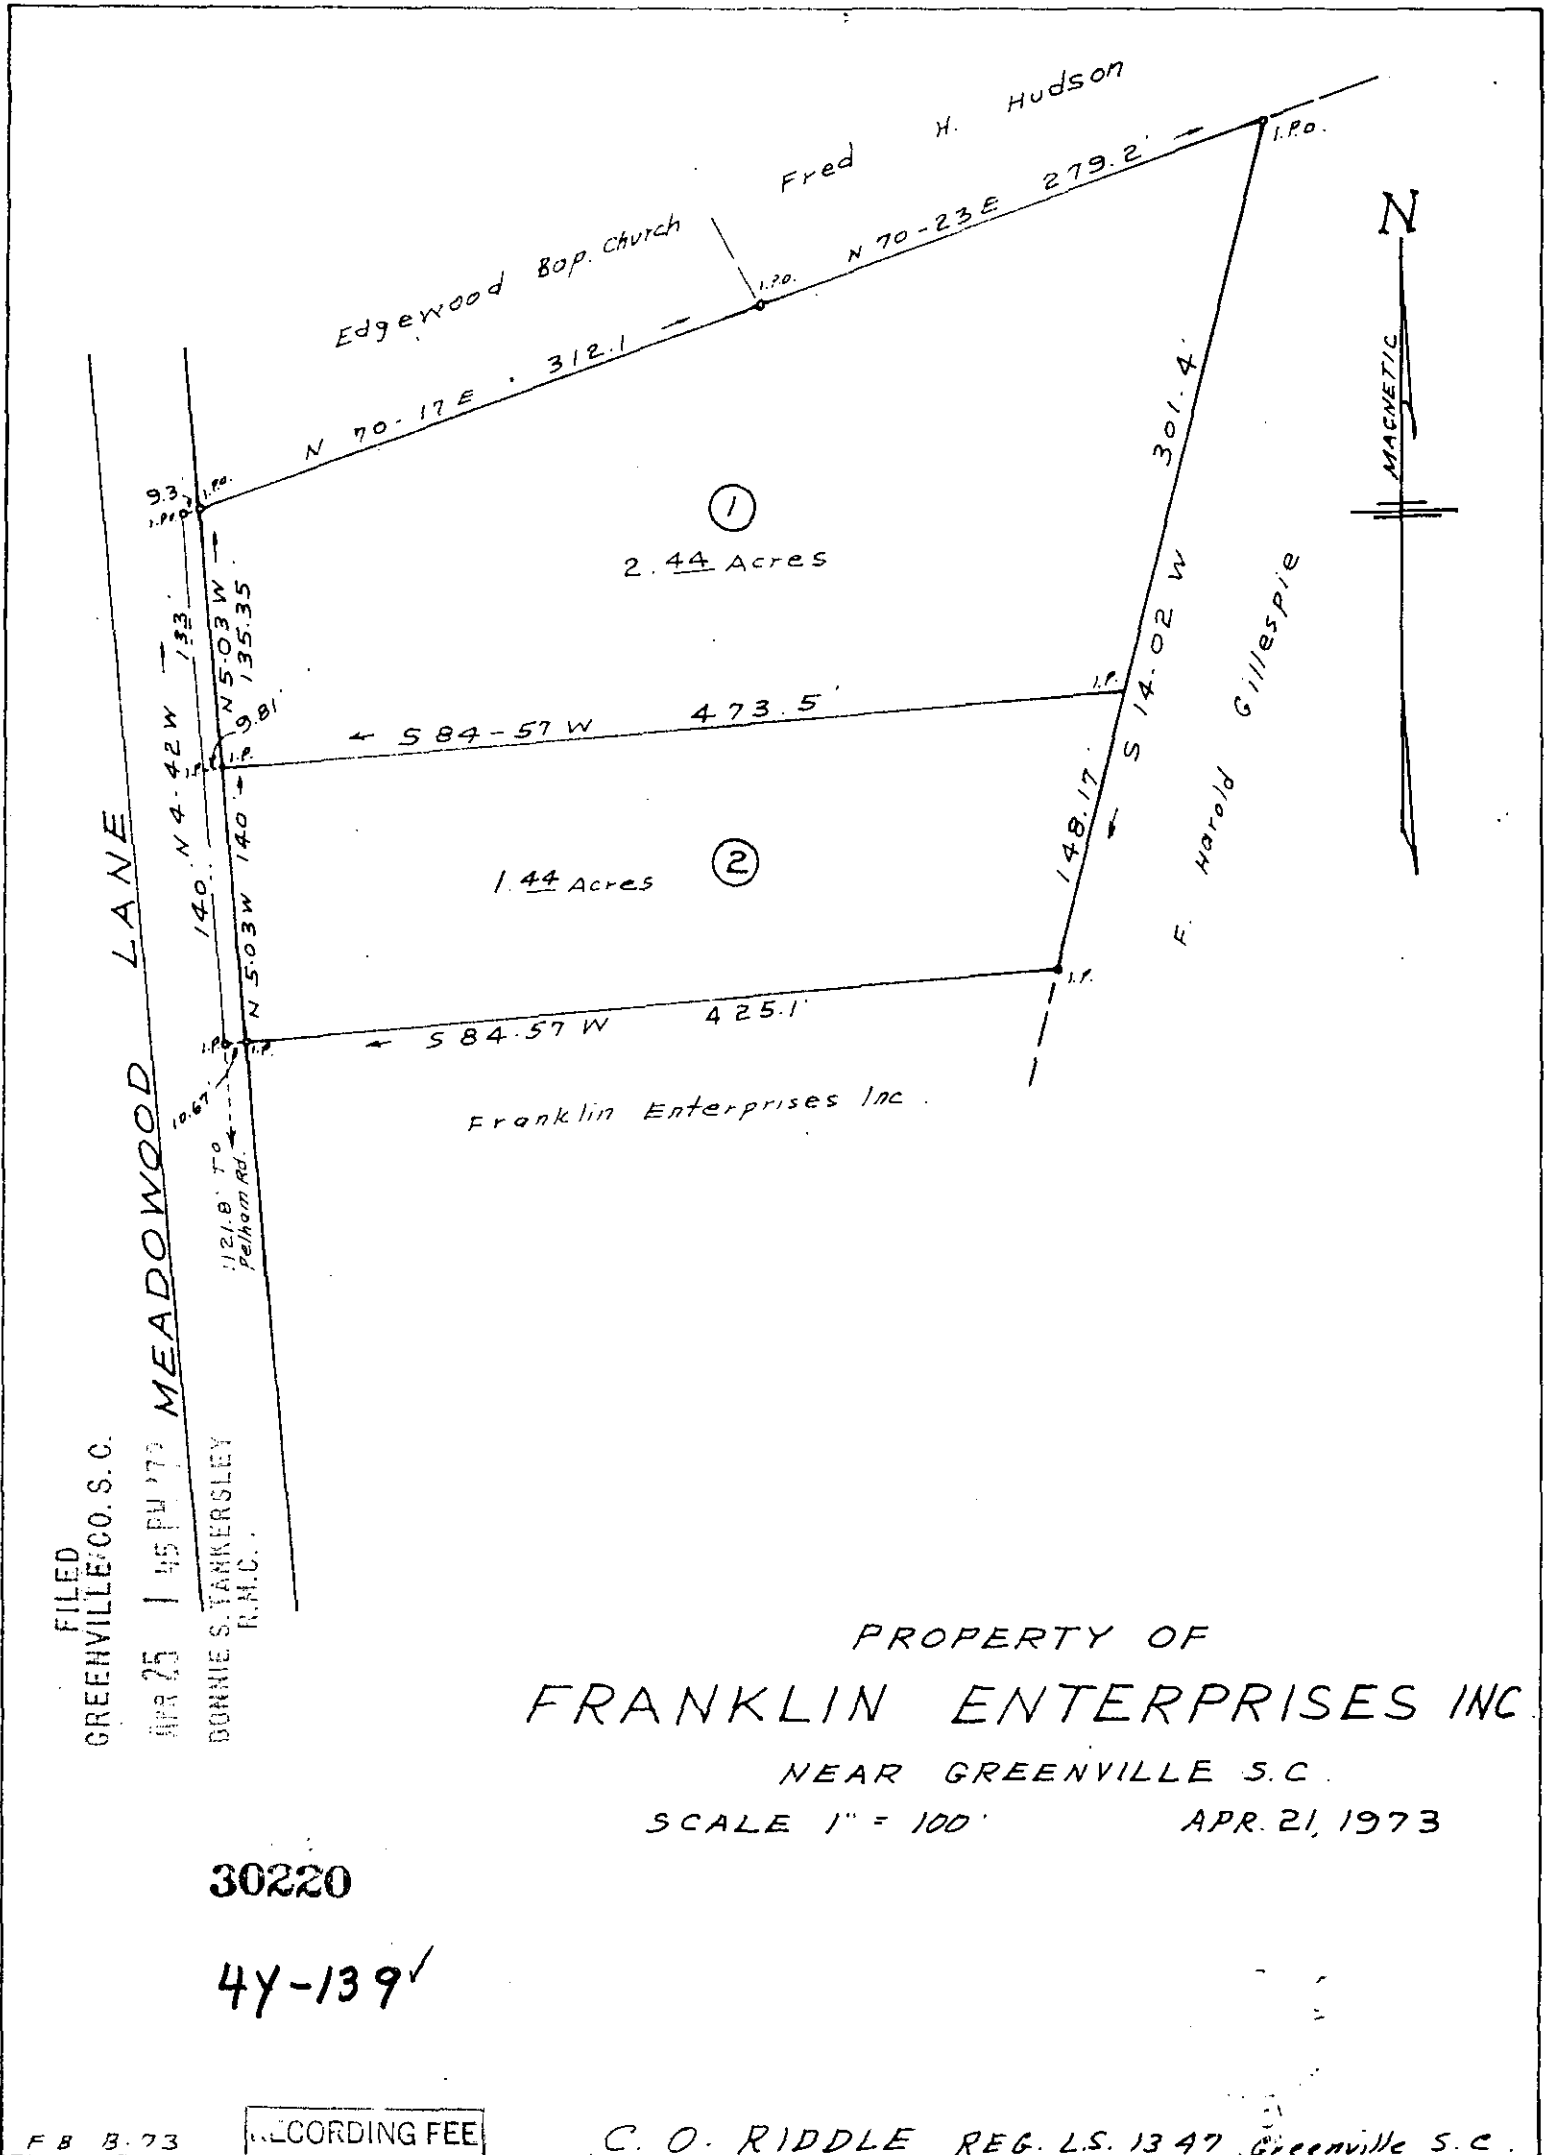 Fred H. Hudson
Edgewood Bap. Church
I.P.O.
N 70-23 E 279.2'
I.P.O.
N 70-17 E . 312.1
N
MAGNETIC
9.3
I.P.O.
I.P.O.
1
2.44 Acres
301.4'
S 14-02 W
148.17'
F. Harold Gillespie
N 5-03 W
135.35
133'
N 4-42 W
140
9.81'
I.P.
I.P.
I.P.
S 84-57 W 473.5'
2
1.44 Acres
N 5-03 W 140'
I.P.
S 84-57 W 425.1'
I.P.
I.P.
10.67'
1121.8' TO
Pelham Rd.
Franklin Enterprises Inc.
MEADOWOOD LANE
FILED
GREENVILLE CO. S. C.
APR 25 1 45 PM '73
DONNIE S. TANKERSLEY
R.M.C.
PROPERTY OF
FRANKLIN ENTERPRISES INC.
NEAR GREENVILLE S.C.
SCALE 1" = 100' APR. 21, 1973
30220
4Y-139✓
FB B-73
RECORDING FEE
C. O. RIDDLE REG. L.S. 1347 Greenville S.C.